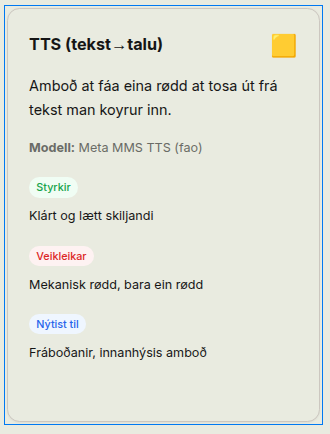 TTS (tekst→talu)
Amboð at fáa eina rødd at tosa út frá
tekst man koyrur inn.
Modell: Meta MMS TTS (fao)
Styrkir
Klárt og lætt skiljandi
Veikleikar
Mekanisk rødd, bara ein rødd
Nýtist til
Fráboðanir, innanhýsis amboð